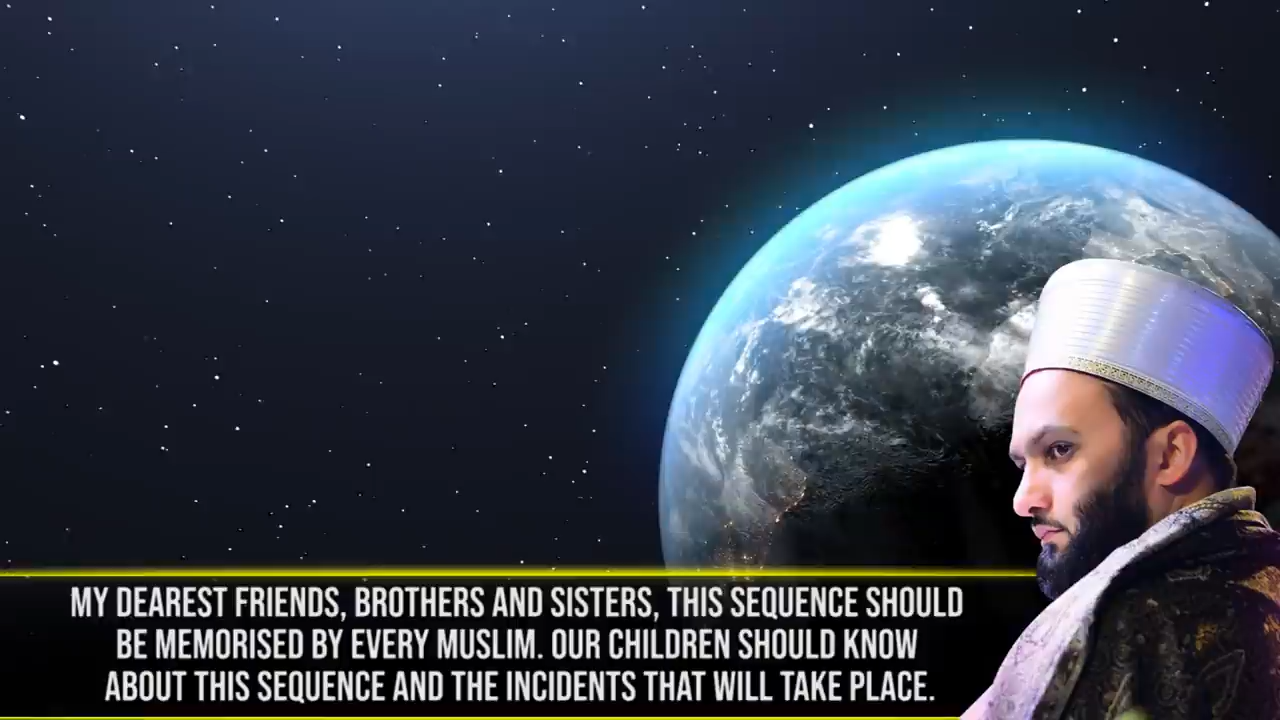 MY DEAREST FRIENDS, BROTHERS AND SISTERS, THIS SEQUENCE SHOULD
BE MEMORISED BY EVERY MUSLIM. OUR CHILDREN SHOULD KNOW
ABOUT THIS SEQUENCE AND THE INCIDENTS THAT WILL TAKE PLACE.